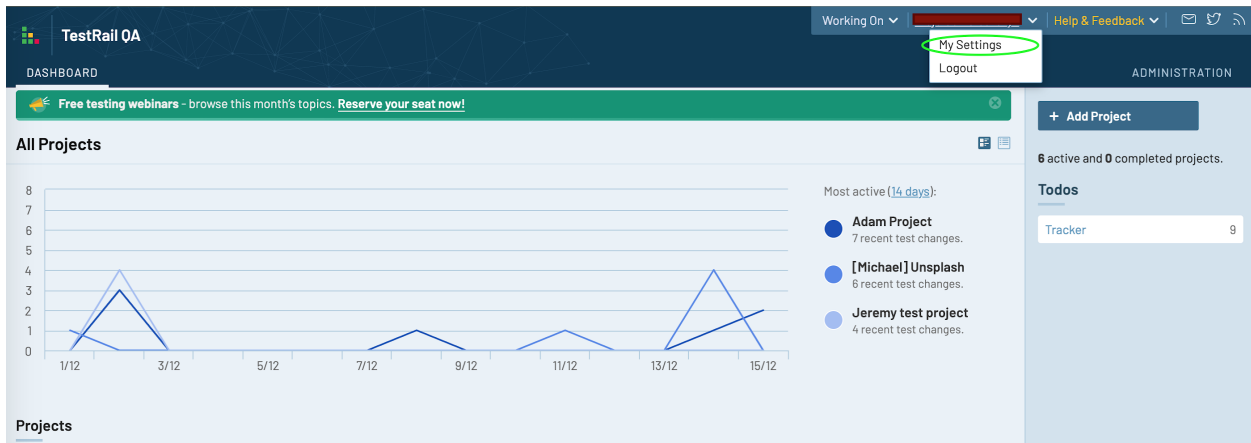 Working On
Help & Feedback
TestRail QA
My Settings
Logout
DASHBOARD
ADMINISTRATION
Free testing webinars - browse this month's topics. Reserve your seat now!
+ Add Project
All Projects
6 active and 0 completed projects.
Todos
Tracker 9
8
7
6
5
4
3
2
1
0
1/12 3/12 5/12 7/12 9/12 11/12 13/12 15/12
Most active (14 days):
Adam Project
7 recent test changes.
[Michael] Unsplash
6 recent test changes.
Jeremy test project
4 recent test changes.
Projects